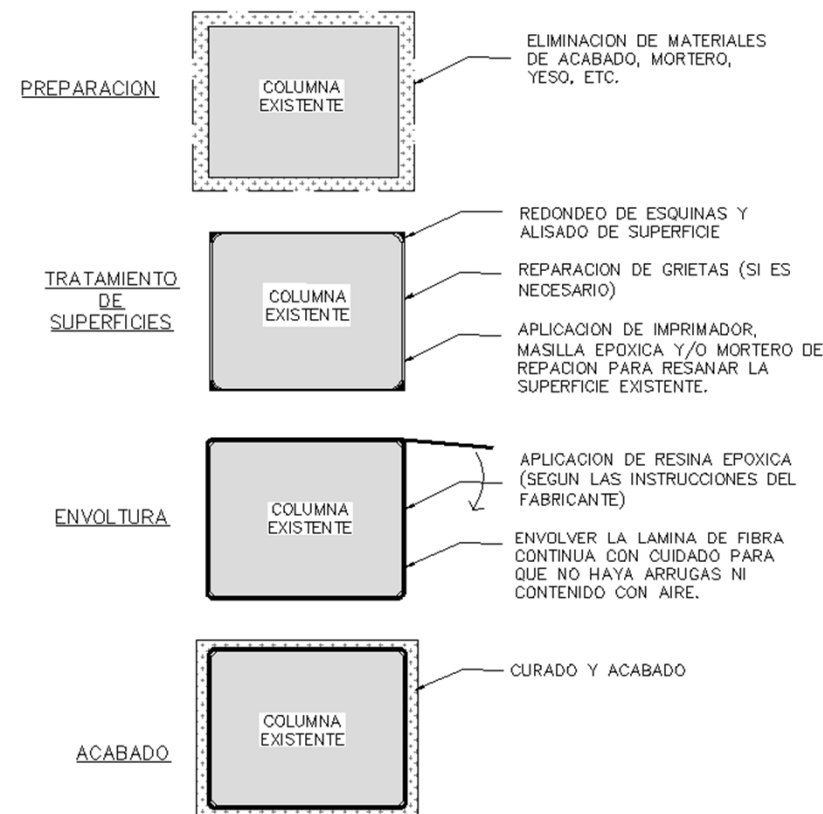 PREPARACION
COLUMNA
EXISTENTE
ELIMINACION DE MATERIALES
DE ACABADO, MORTERO,
YESO, ETC.
TRATAMIENTO
DE
SUPERFICIES
COLUMNA
EXISTENTE
REDONDEO DE ESQUINAS Y
ALISADO DE SUPERFICIE
REPARACION DE GRIETAS (SI ES
NECESARIO)
APLICACION DE IMPRIMADOR,
MASILLA EPOXICA Y/O MORTERO DE
REPACION PARA RESANAR LA
SUPERFICIE EXISTENTE.
ENVOLTURA
COLUMNA
EXISTENTE
APLICACION DE RESINA EPOXICA
(SEGUN LAS INSTRUCCIONES DEL
FABRICANTE)
ENVOLVER LA LAMINA DE FIBRA
CONTINUA CON CUIDADO PARA
QUE NO HAYA ARRUGAS NI
CONTENIDO CON AIRE.
ACABADO
COLUMNA
EXISTENTE
CURADO Y ACABADO